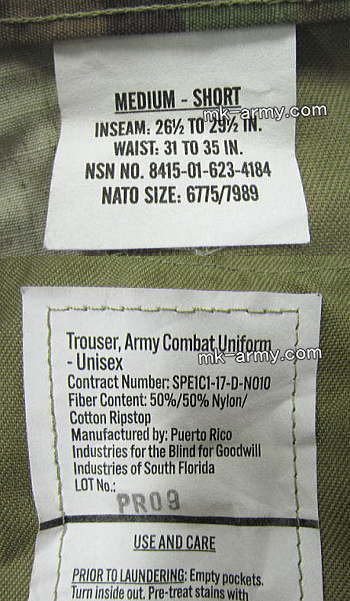 MEDIUM - SHORT
mk-army.com
INSEAM: 26½ TO 29½ IN.
WAIST: 31 TO 35 IN.
NSN NO. 8415-01-623-4184
NATO SIZE: 6775/7989
Trouser, Army Combat Uniform
- Unisex
mk-army.com
Contract Number: SPE1C1-17-D-N010
Fiber Content: 50%/50% Nylon/
Cotton Ripstop
Manufactured by: Puerto Rico
Industries for the Blind for Goodwill
Industries of South Florida
LOT No.:
PR09
USE AND CARE
PRIOR TO LAUNDERING: Empty pockets.
Turn inside out. Pre-treat stains with